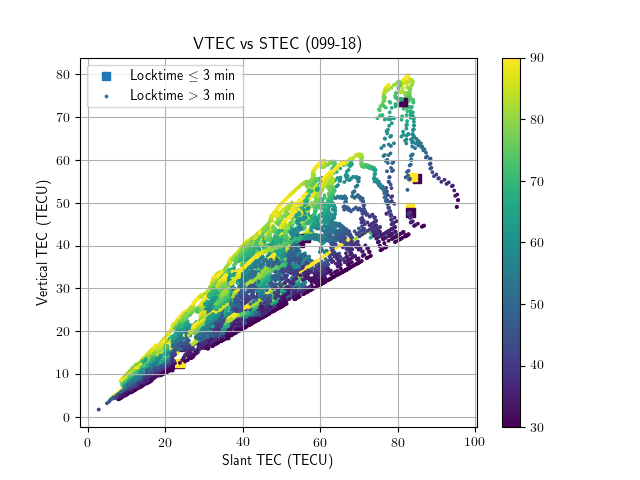 VTEC vs STEC (099-18)
Locktime ≤ 3 min
Locktime > 3 min
Vertical TEC (TECU)
80
70
60
50
40
30
20
10
0
0 20 40 60 80 100
Slant TEC (TECU)
90
80
70
60
50
40
30